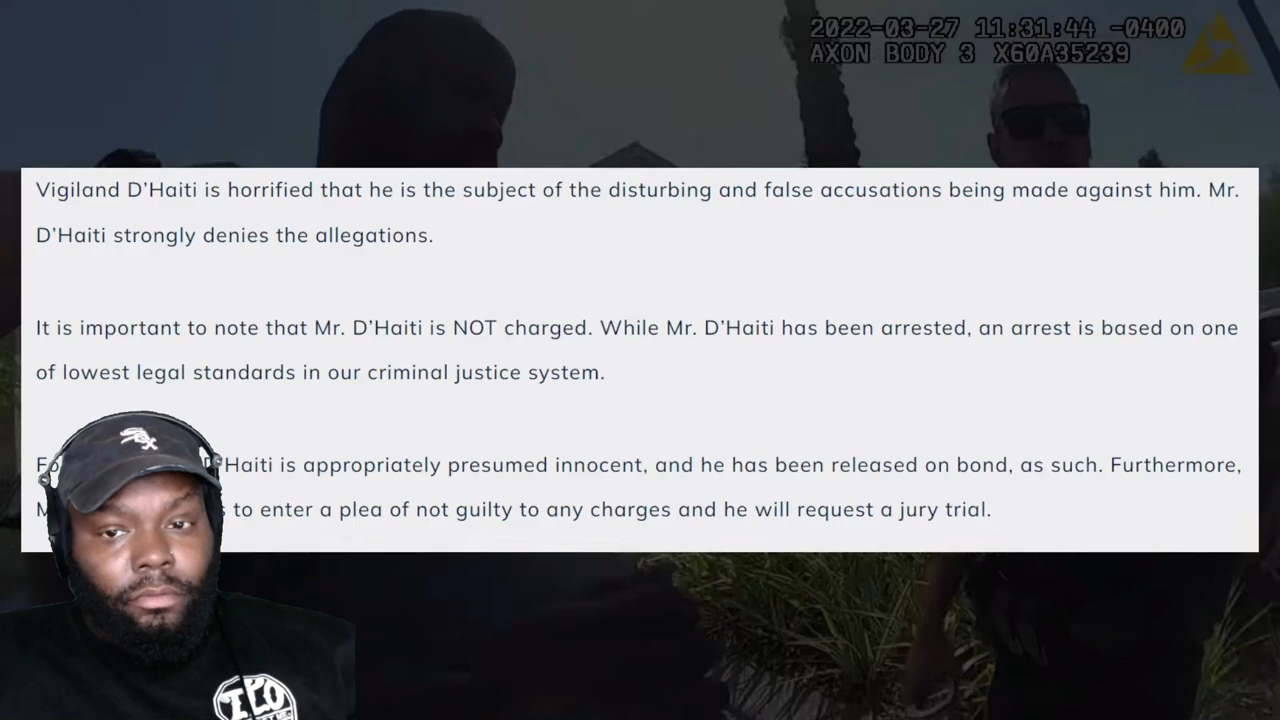 2022-03-27 11:31:44 -0400
AXON BODY 3 X60A35239
Vigiland D’Haiti is horrified that he is the subject of the disturbing and false accusations being made against him. Mr.
D’Haiti strongly denies the allegations.
It is important to note that Mr. D’Haiti is NOT charged. While Mr. D’Haiti has been arrested, an arrest is based on one
of lowest legal standards in our criminal justice system.
D’Haiti is appropriately presumed innocent, and he has been released on bond, as such. Furthermore,
to enter a plea of not guilty to any charges and he will request a jury trial.